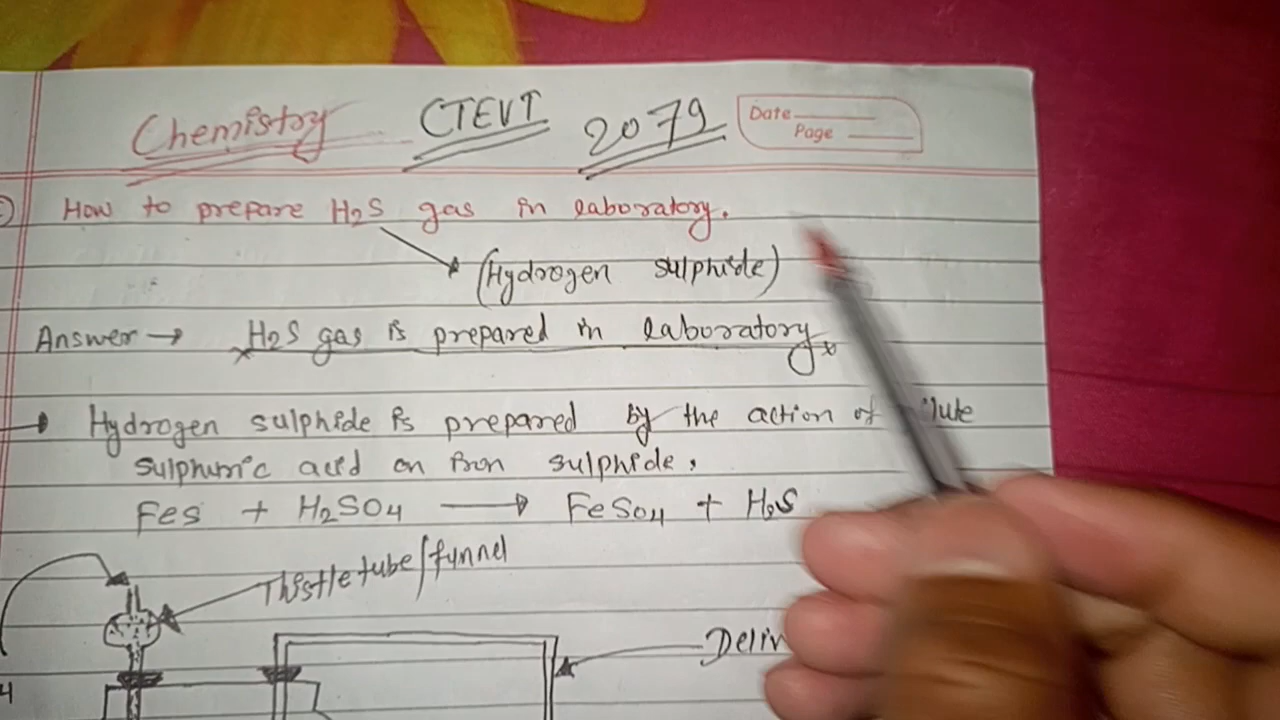 Chemistry CTEVT 2079
Date
Page
How to prepare H2S gas in laboratory.
(Hydrogen sulphide)
Answer → H2S gas is prepared in laboratory
→ Hydrogen sulphide is prepared by the action of
sulphuric acid on iron sulphide.
Fes + H2SO4 → FeSO4 + H2S
Thistle tube/funnel